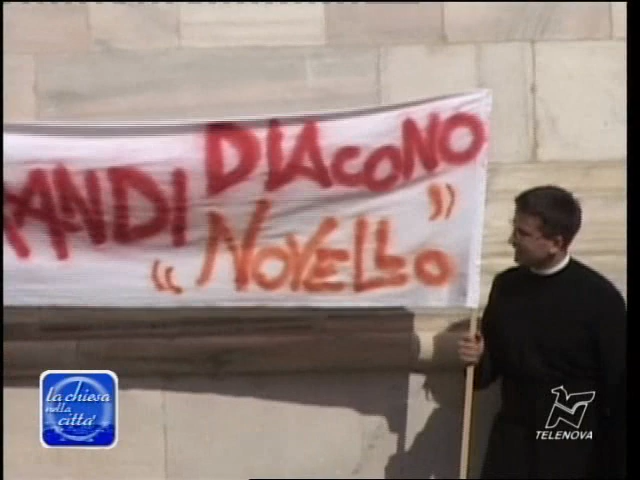 ANDI DIAcONO
“NOVELLO”
la chiesa
nella
città
TELENOVA